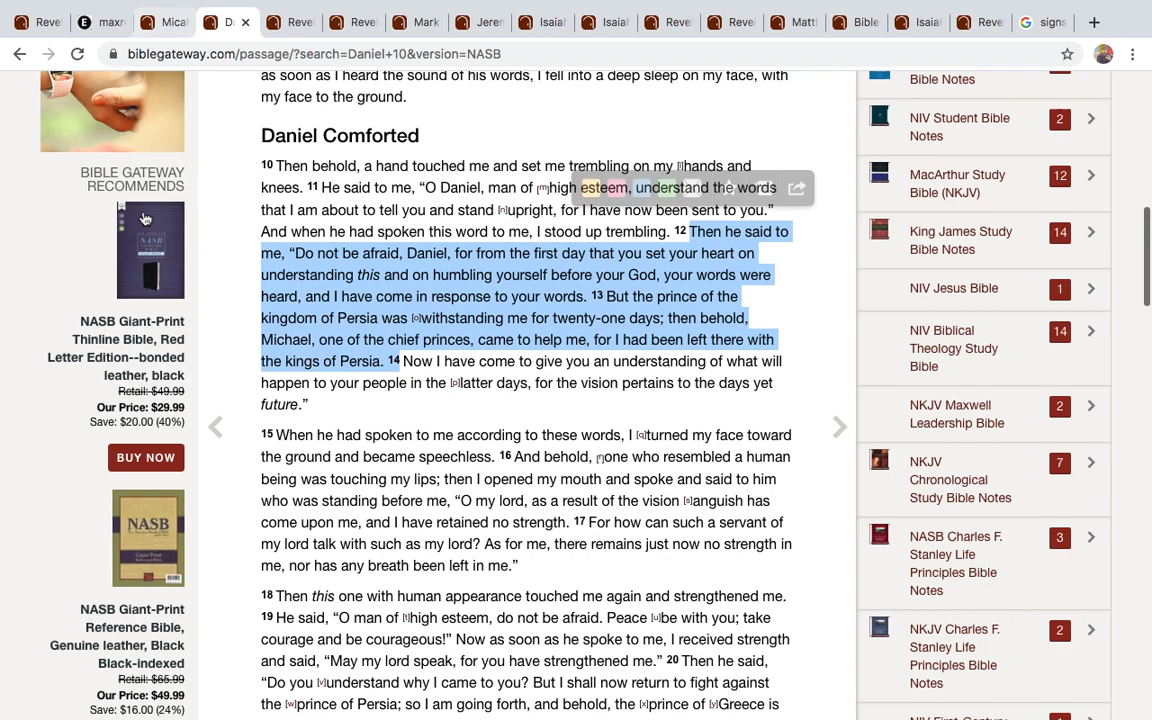 Revel
maxre
Mica
D
Revel
Revel
Mark
Jerem
Isaiah
Isaiah
Revel
Revel
Matt
Bible
Isaiah
Revel
signs
biblegateway.com/passage/?search=Daniel+10&version=NASB
as soon as I heard the sound of his words, I fell into a deep sleep on my face, with
my face to the ground.
Daniel Comforted
10 Then behold, a hand touched me and set me trembling on my [l]hands and
knees. 11 He said to me, “O Daniel, man of [m]high esteem, understand the words
that I am about to tell you and stand [n]upright, for I have now been sent to you.”
And when he had spoken this word to me, I stood up trembling. 12 Then he said to
me, “Do not be afraid, Daniel, for from the first day that you set your heart on
understanding this and on humbling yourself before your God, your words were
heard, and I have come in response to your words. 13 But the prince of the
kingdom of Persia was [o]withstanding me for twenty-one days; then behold,
Michael, one of the chief princes, came to help me, for I had been left there with
the kings of Persia. 14 Now I have come to give you an understanding of what will
happen to your people in the [p]latter days, for the vision pertains to the days yet
future.”
15 When he had spoken to me according to these words, I [q]turned my face toward
the ground and became speechless. 16 And behold, [r]one who resembled a human
being was touching my lips; then I opened my mouth and spoke and said to him
who was standing before me, “O my lord, as a result of the vision [s]anguish has
come upon me, and I have retained no strength. 17 For how can such a servant of
my lord talk with such as my lord? As for me, there remains just now no strength in
me, nor has any breath been left in me.”
18 Then this one with human appearance touched me again and strengthened me.
19 He said, “O man of [t]high esteem, do not be afraid. Peace [u]be with you; take
courage and be courageous!” Now as soon as he spoke to me, I received strength
and said, “May my lord speak, for you have strengthened me.” 20 Then he said,
“Do you [v]understand why I came to you? But I shall now return to fight against
the [w]prince of Persia; so I am going forth, and behold, the [x]prince of [y]Greece is
BIBLE GATEWAY
RECOMMENDS
NASB
NASB Giant-Print
Thinline Bible, Red
Letter Edition--bonded
leather, black
Retail: $49.99
Our Price: $29.99
Save: $20.00 (40%)
BUY NOW
NASB
NASB Giant-Print
Reference Bible,
Genuine leather, Black
Black-indexed
Retail: $65.99
Our Price: $49.99
Save: $16.00 (24%)
Bible Notes
NIV Student Bible
Notes
2
MacArthur Study
Bible (NKJV)
12
King James Study
Bible Notes
14
NIV Jesus Bible
1
NIV Biblical
Theology Study
Bible
14
NKJV Maxwell
Leadership Bible
2
NKJV
Chronological
Study Bible Notes
7
NASB Charles F.
Stanley Life
Principles Bible
Notes
3
NKJV Charles F.
Stanley Life
Principles Bible
Notes
2
NIV First-Century